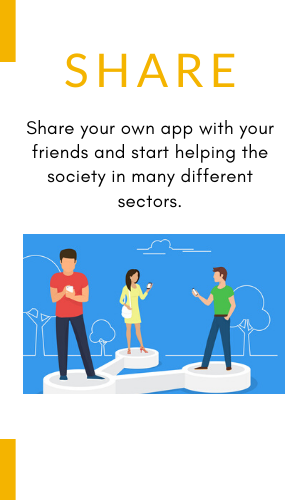 SHARE
Share your own app with your
friends and start helping the
society in many different
sectors.